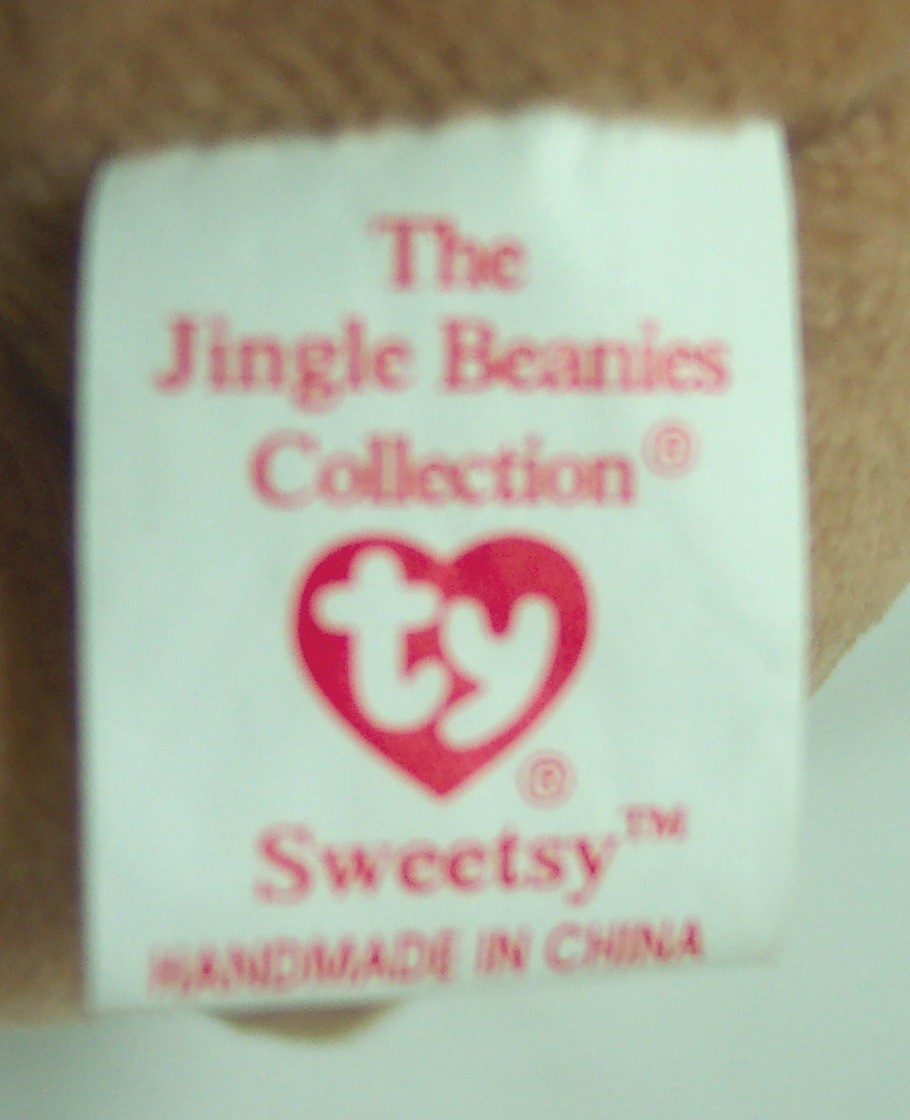 The
Jingle Beanies
Collection®
ty
®
Sweetsy™
HANDMADE IN CHINA